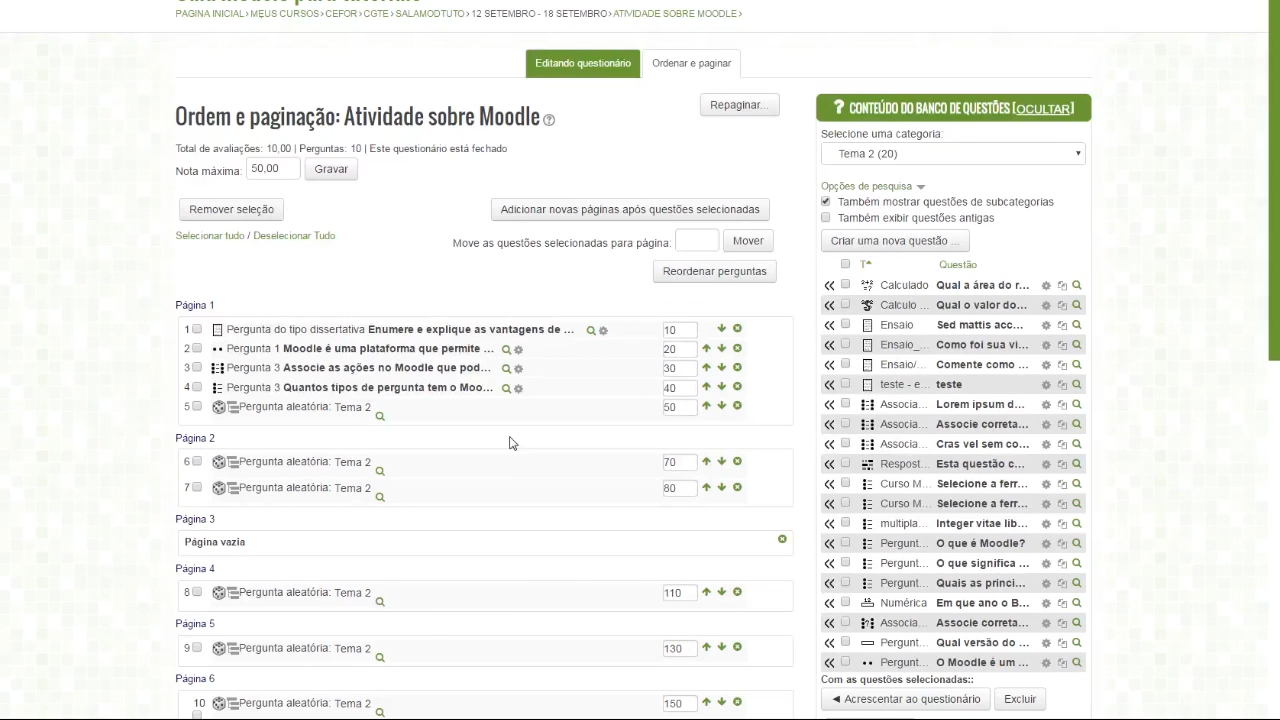 PÁGINA INICIAL › MEUS CURSOS › CEFOR › CGTE › SALAMODTUTO › 12 SETEMBRO - 18 SETEMBRO › ATIVIDADE SOBRE MOODLE ›
Editando questionário
Ordenar e paginar
Ordem e paginação: Atividade sobre Moodle
Repaginar...
Total de avaliações: 10,00 | Perguntas: 10 | Este questionário está fechado
Nota máxima: 50,00 Gravar
Remover seleção
Adicionar novas páginas após questões selecionadas
Selecionar tudo / Deselecionar Tudo
Move as questões selecionadas para página: Mover
Reordenar perguntas
Página 1
1 Pergunta do tipo dissertativa Enumere e explique as vantagens de ... 10
2 Pergunta 1 Moodle é uma plataforma que permite ... 20
3 Pergunta 3 Associe as ações no Moodle que pod... 30
4 Pergunta 3 Quantos tipos de pergunta tem o Moo... 40
5 Pergunta aleatória: Tema 2 50
Página 2
6 Pergunta aleatória: Tema 2 70
7 Pergunta aleatória: Tema 2 80
Página 3
Página vazia
Página 4
8 Pergunta aleatória: Tema 2 110
Página 5
9 Pergunta aleatória: Tema 2 130
Página 6
10 Pergunta aleatória: Tema 2 150
? CONTEÚDO DO BANCO DE QUESTÕES [OCULTAR]
Selecione uma categoria:
Tema 2 (20)
Opções de pesquisa
Também mostrar questões de subcategorias
Também exibir questões antigas
Criar uma nova questão ...
T Questão
Calculado Qual a área do r...
Calculo ... Qual o valor do...
Ensaio Sed mattis acc...
Ensaio_... Como foi sua vi...
Ensaio/... Comente como ...
teste - e... teste
Associa... Lorem ipsum d...
Associa... Associe correta...
Associa... Cras vel sem co...
Respost... Esta questão c...
Curso M... Selecione a ferr...
Curso M... Selecione a ferr...
multipla... Integer vitae lib...
Pergunt... O que é Moodle?
Pergunt... O que significa ...
Pergunt... Quais as princi...
Numérica Em que ano o B...
Associa... Associe correta...
Pergunt... Qual versão do ...
Pergunt... O Moodle é um ...
Com as questões selecionadas::
◄ Acrescentar ao questionário
Excluir